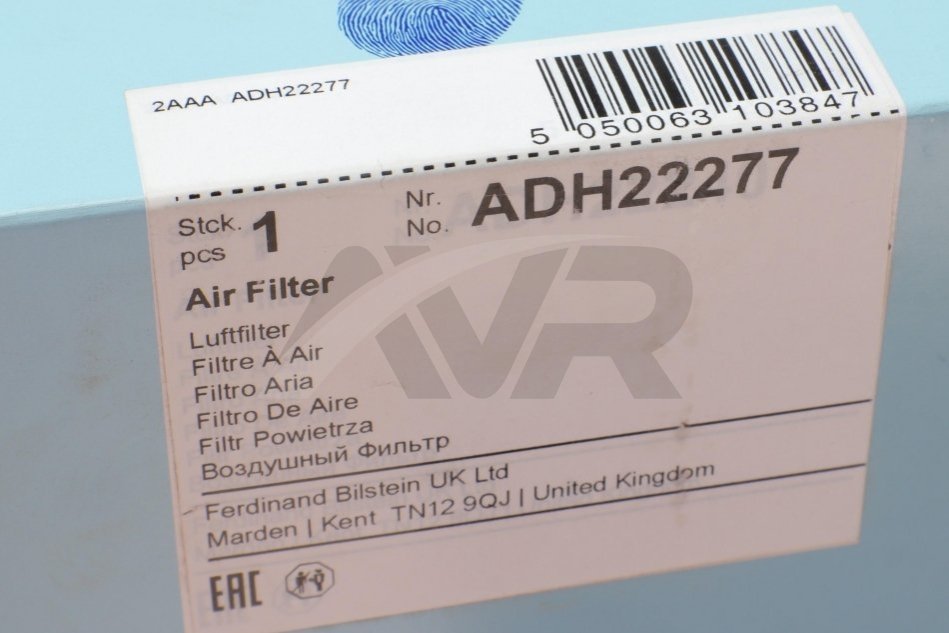 2AAA ADH22277
5 050063 103847
Stck. 1 Nr. ADH22277
pcs No.
Air Filter
Luftfilter
Filtre À Air
Filtro Aria
Filtro De Aire
Filtr Powietrza
Воздушный Фильтр
Ferdinand Bilstein UK Ltd
Marden | Kent TN12 9QJ | United Kingdom
EAC
AVR